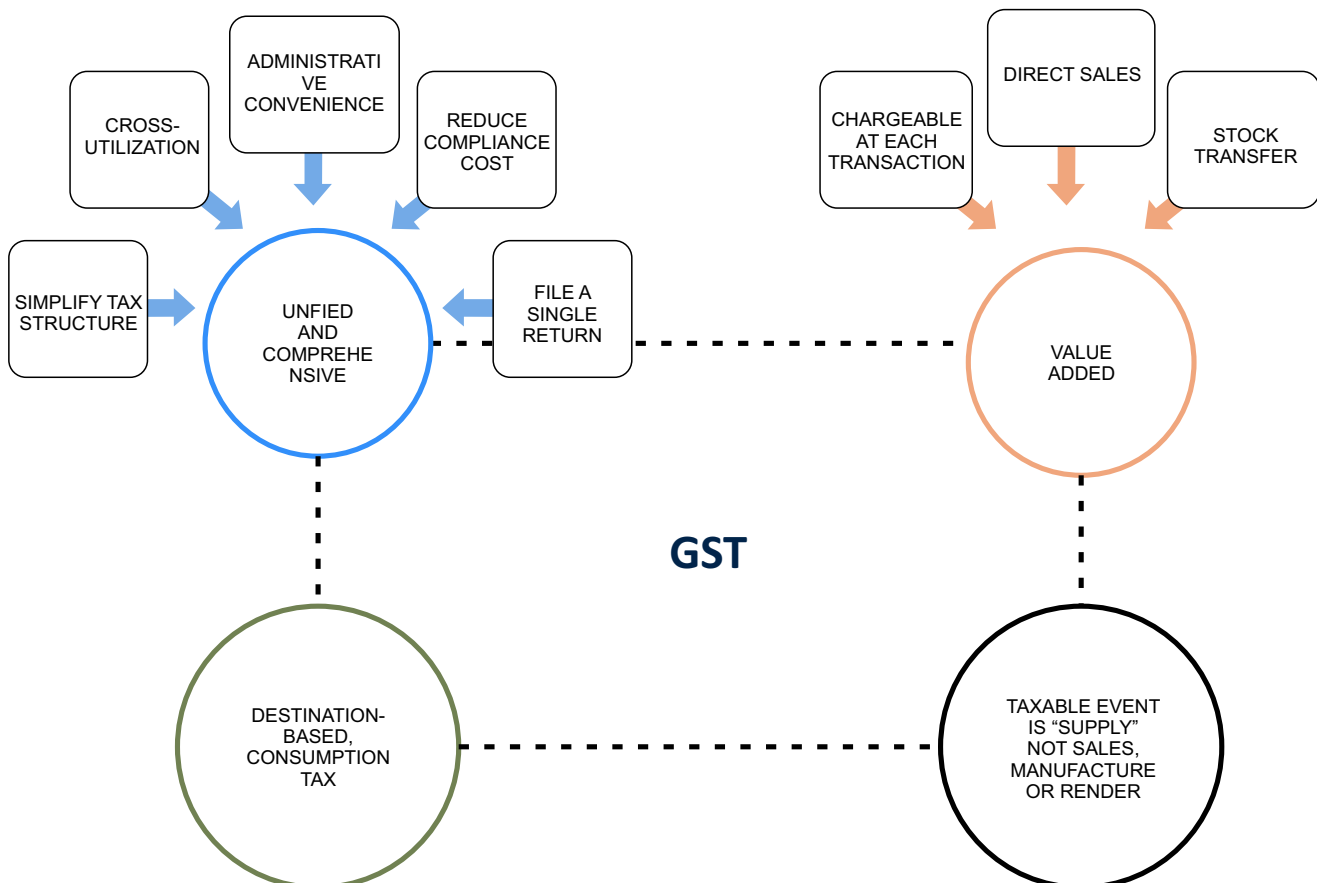 ADMINISTRATI
VE
CONVENIENCE
CROSS-
UTILIZATION
REDUCE
COMPLIANCE
COST
SIMPLIFY TAX
STRUCTURE
UNFIED
AND
COMPREHE
NSIVE
FILE A
SINGLE
RETURN
DIRECT SALES
CHARGEABLE
AT EACH
TRANSACTION
STOCK
TRANSFER
VALUE
ADDED
GST
DESTINATION-
BASED,
CONSUMPTION
TAX
TAXABLE EVENT
IS “SUPPLY”
NOT SALES,
MANUFACTURE
OR RENDER